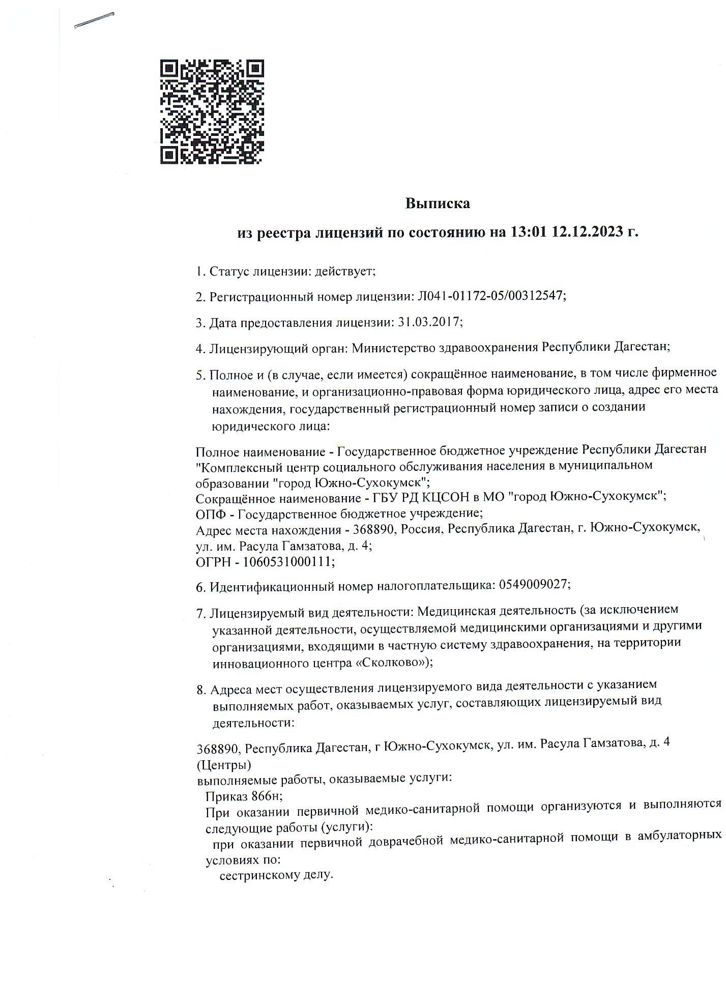 Выписка
из реестра лицензий по состоянию на 13:01 12.12.2023 г.
1. Статус лицензии: действует;
2. Регистрационный номер лицензии: Л041-01172-05/00312547;
3. Дата предоставления лицензии: 31.03.2017;
4. Лицензирующий орган: Министерство здравоохранения Республики Дагестан;
5. Полное и (в случае, если имеется) сокращённое наименование, в том числе фирменное
наименование, и организационно-правовая форма юридического лица, адрес его места
нахождения, государственный регистрационный номер записи о создании
юридического лица:
Полное наименование - Государственное бюджетное учреждение Республики Дагестан
"Комплексный центр социального обслуживания населения в муниципальном
образовании "город Южно-Сухокумск";
Сокращённое наименование - ГБУ РД КЦСОН в МО "город Южно-Сухокумск";
ОПФ - Государственное бюджетное учреждение;
Адрес места нахождения - 368890, Россия, Республика Дагестан, г. Южно-Сухокумск,
ул. им. Расула Гамзатова, д. 4;
ОГРН - 1060531000111;
6. Идентификационный номер налогоплательщика: 0549009027;
7. Лицензируемый вид деятельности: Медицинская деятельность (за исключением
указанной деятельности, осуществляемой медицинскими организациями и другими
организациями, входящими в частную систему здравоохранения, на территории
инновационного центра «Сколково»);
8. Адреса мест осуществления лицензируемого вида деятельности с указанием
выполняемых работ, оказываемых услуг, составляющих лицензируемый вид
деятельности:
368890, Республика Дагестан, г Южно-Сухокумск, ул. им. Расула Гамзатова, д. 4
(Центры)
выполняемые работы, оказываемые услуги:
Приказ 866н;
При оказании первичной медико-санитарной помощи организуются и выполняются
следующие работы (услуги):
при оказании первичной доврачебной медико-санитарной помощи в амбулаторных
условиях по:
сестринскому делу.